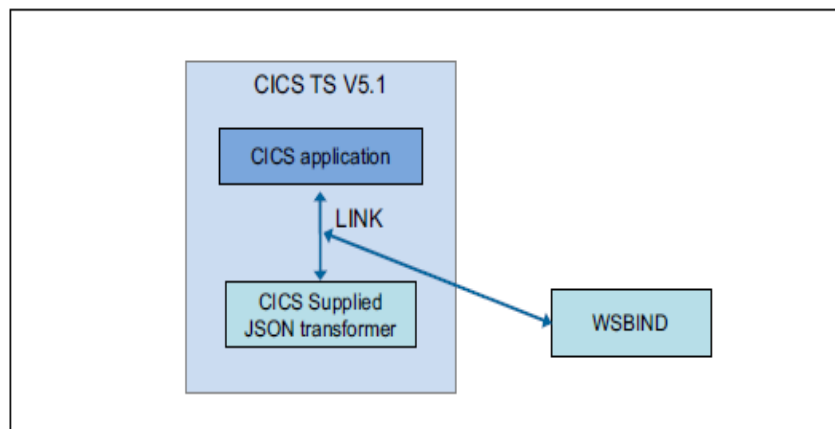 CICS TS V5.1
CICS application
LINK
CICS Supplied
JSON transformer
WSBIND